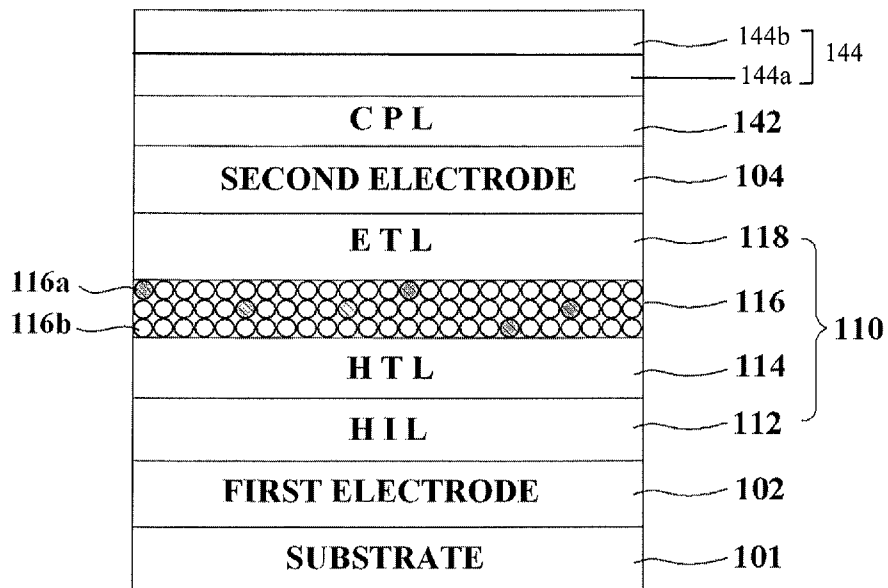 144b
144
144a
C P L
142
SECOND ELECTRODE
104
E T L
118
116a
116
116b
110
H T L
114
H I L
112
FIRST ELECTRODE
102
SUBSTRATE
101